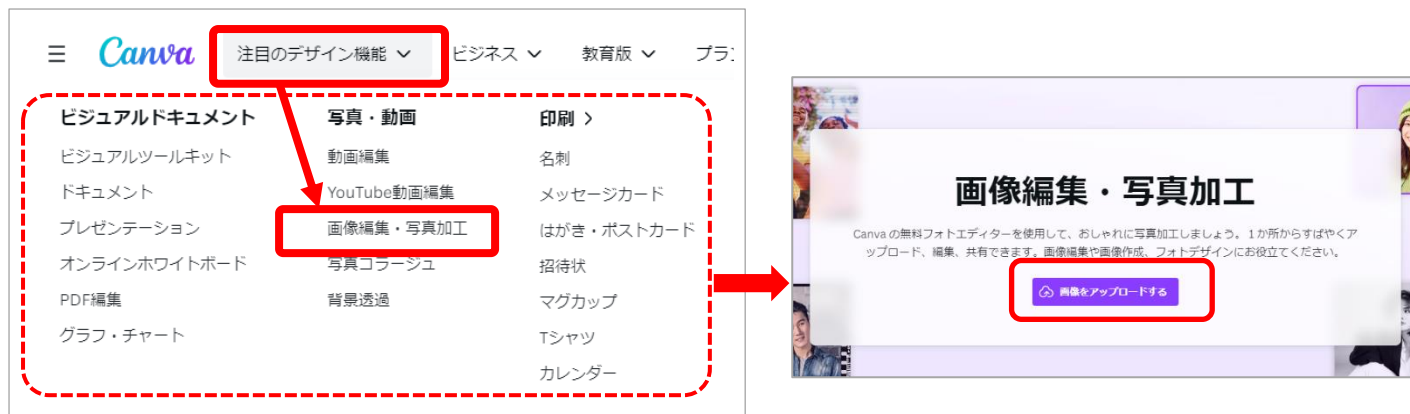 Canva 注目のデザイン機能 ビジネス 教育版 プラン
ビジュアルドキュメント
ビジュアルツールキット
ドキュメント
プレゼンテーション
オンラインホワイトボード
PDF編集
グラフ・チャート
写真・動画
動画編集
YouTube動画編集
画像編集・写真加工
写真コラージュ
背景透過
印刷 >
名刺
メッセージカード
はがき・ポストカード
招待状
マグカップ
Tシャツ
カレンダー
画像編集・写真加工
Canva の無料フォトエディターを使用して、おしゃれに写真加工しましょう。1か所からすばやくア
ップロード、編集、共有できます。画像編集や画像作成、フォトデザインにお役立てください。
画像をアップロードする